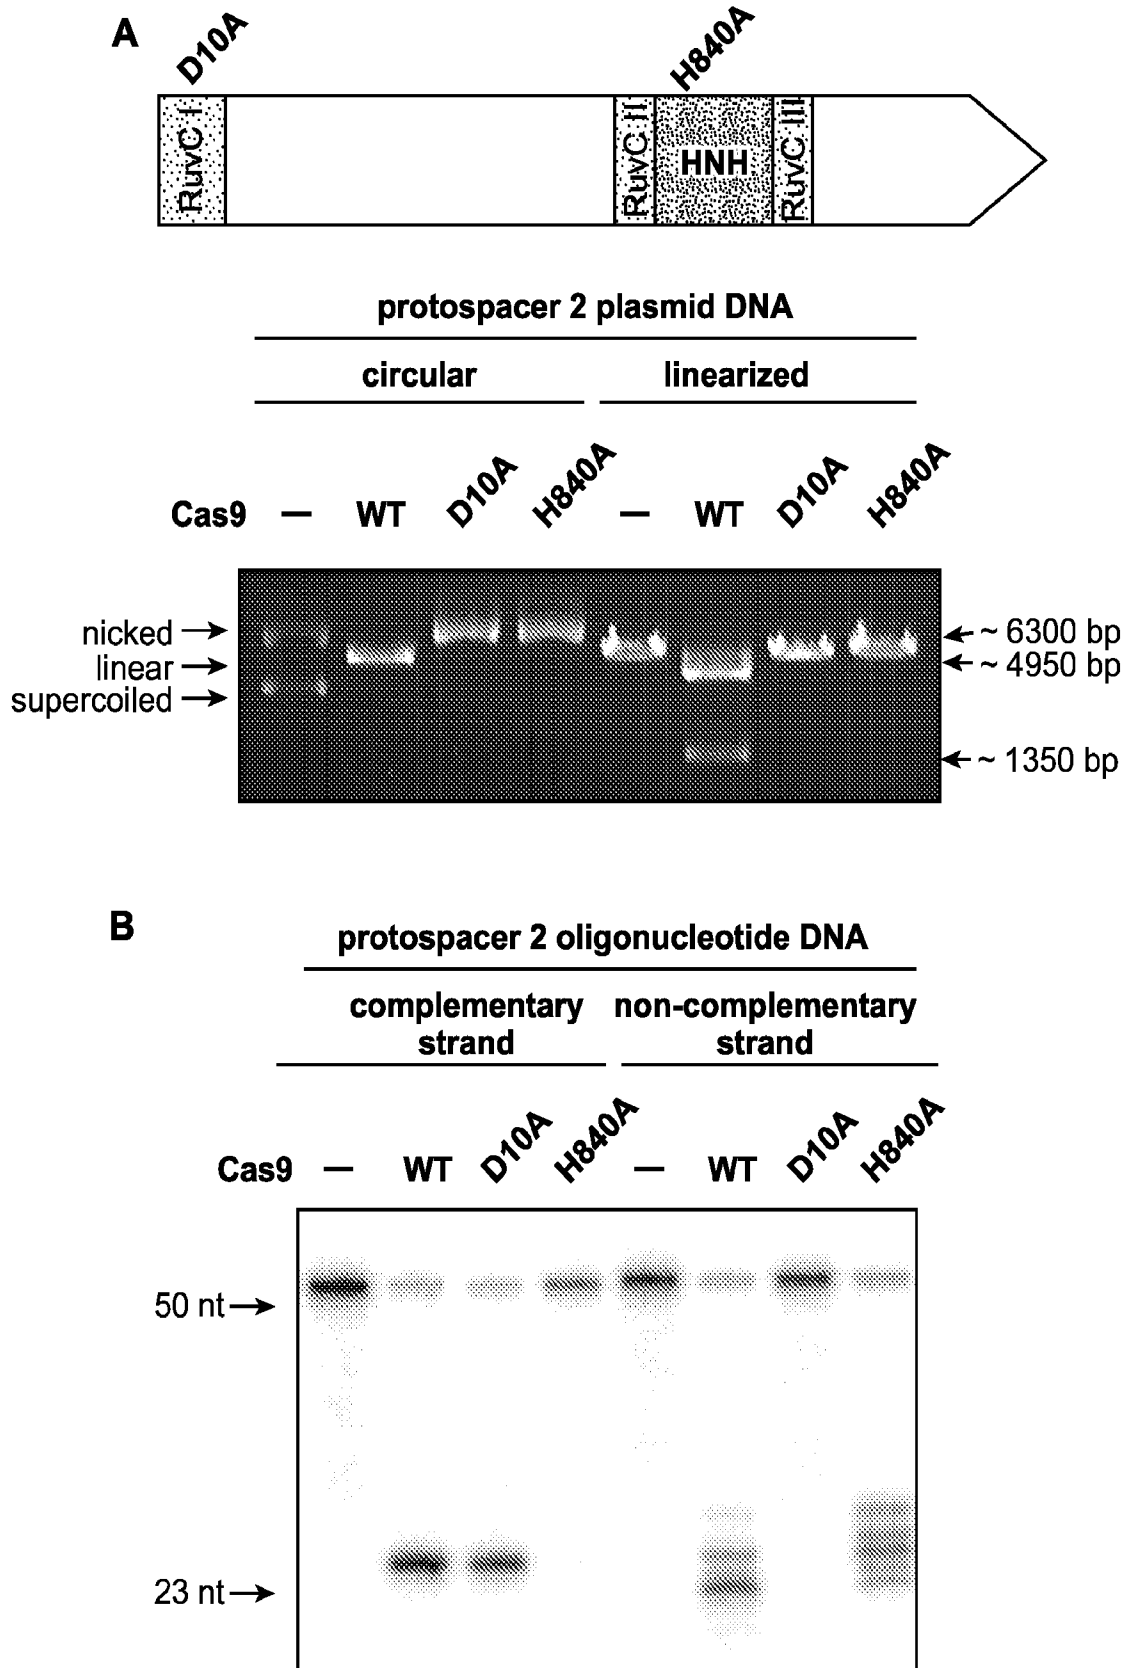 A
D10A
H840A
RuvC I
RuvC II
HNH
RuvC III
protospacer 2 plasmid DNA
circular
linearized
Cas9
—
WT
D10A
H840A
—
WT
D10A
H840A
nicked
linear
supercoiled
~ 6300 bp
~ 4950 bp
~ 1350 bp
B
protospacer 2 oligonucleotide DNA
complementary
strand
non-complementary
strand
Cas9
—
WT
D10A
H840A
—
WT
D10A
H840A
50 nt
23 nt